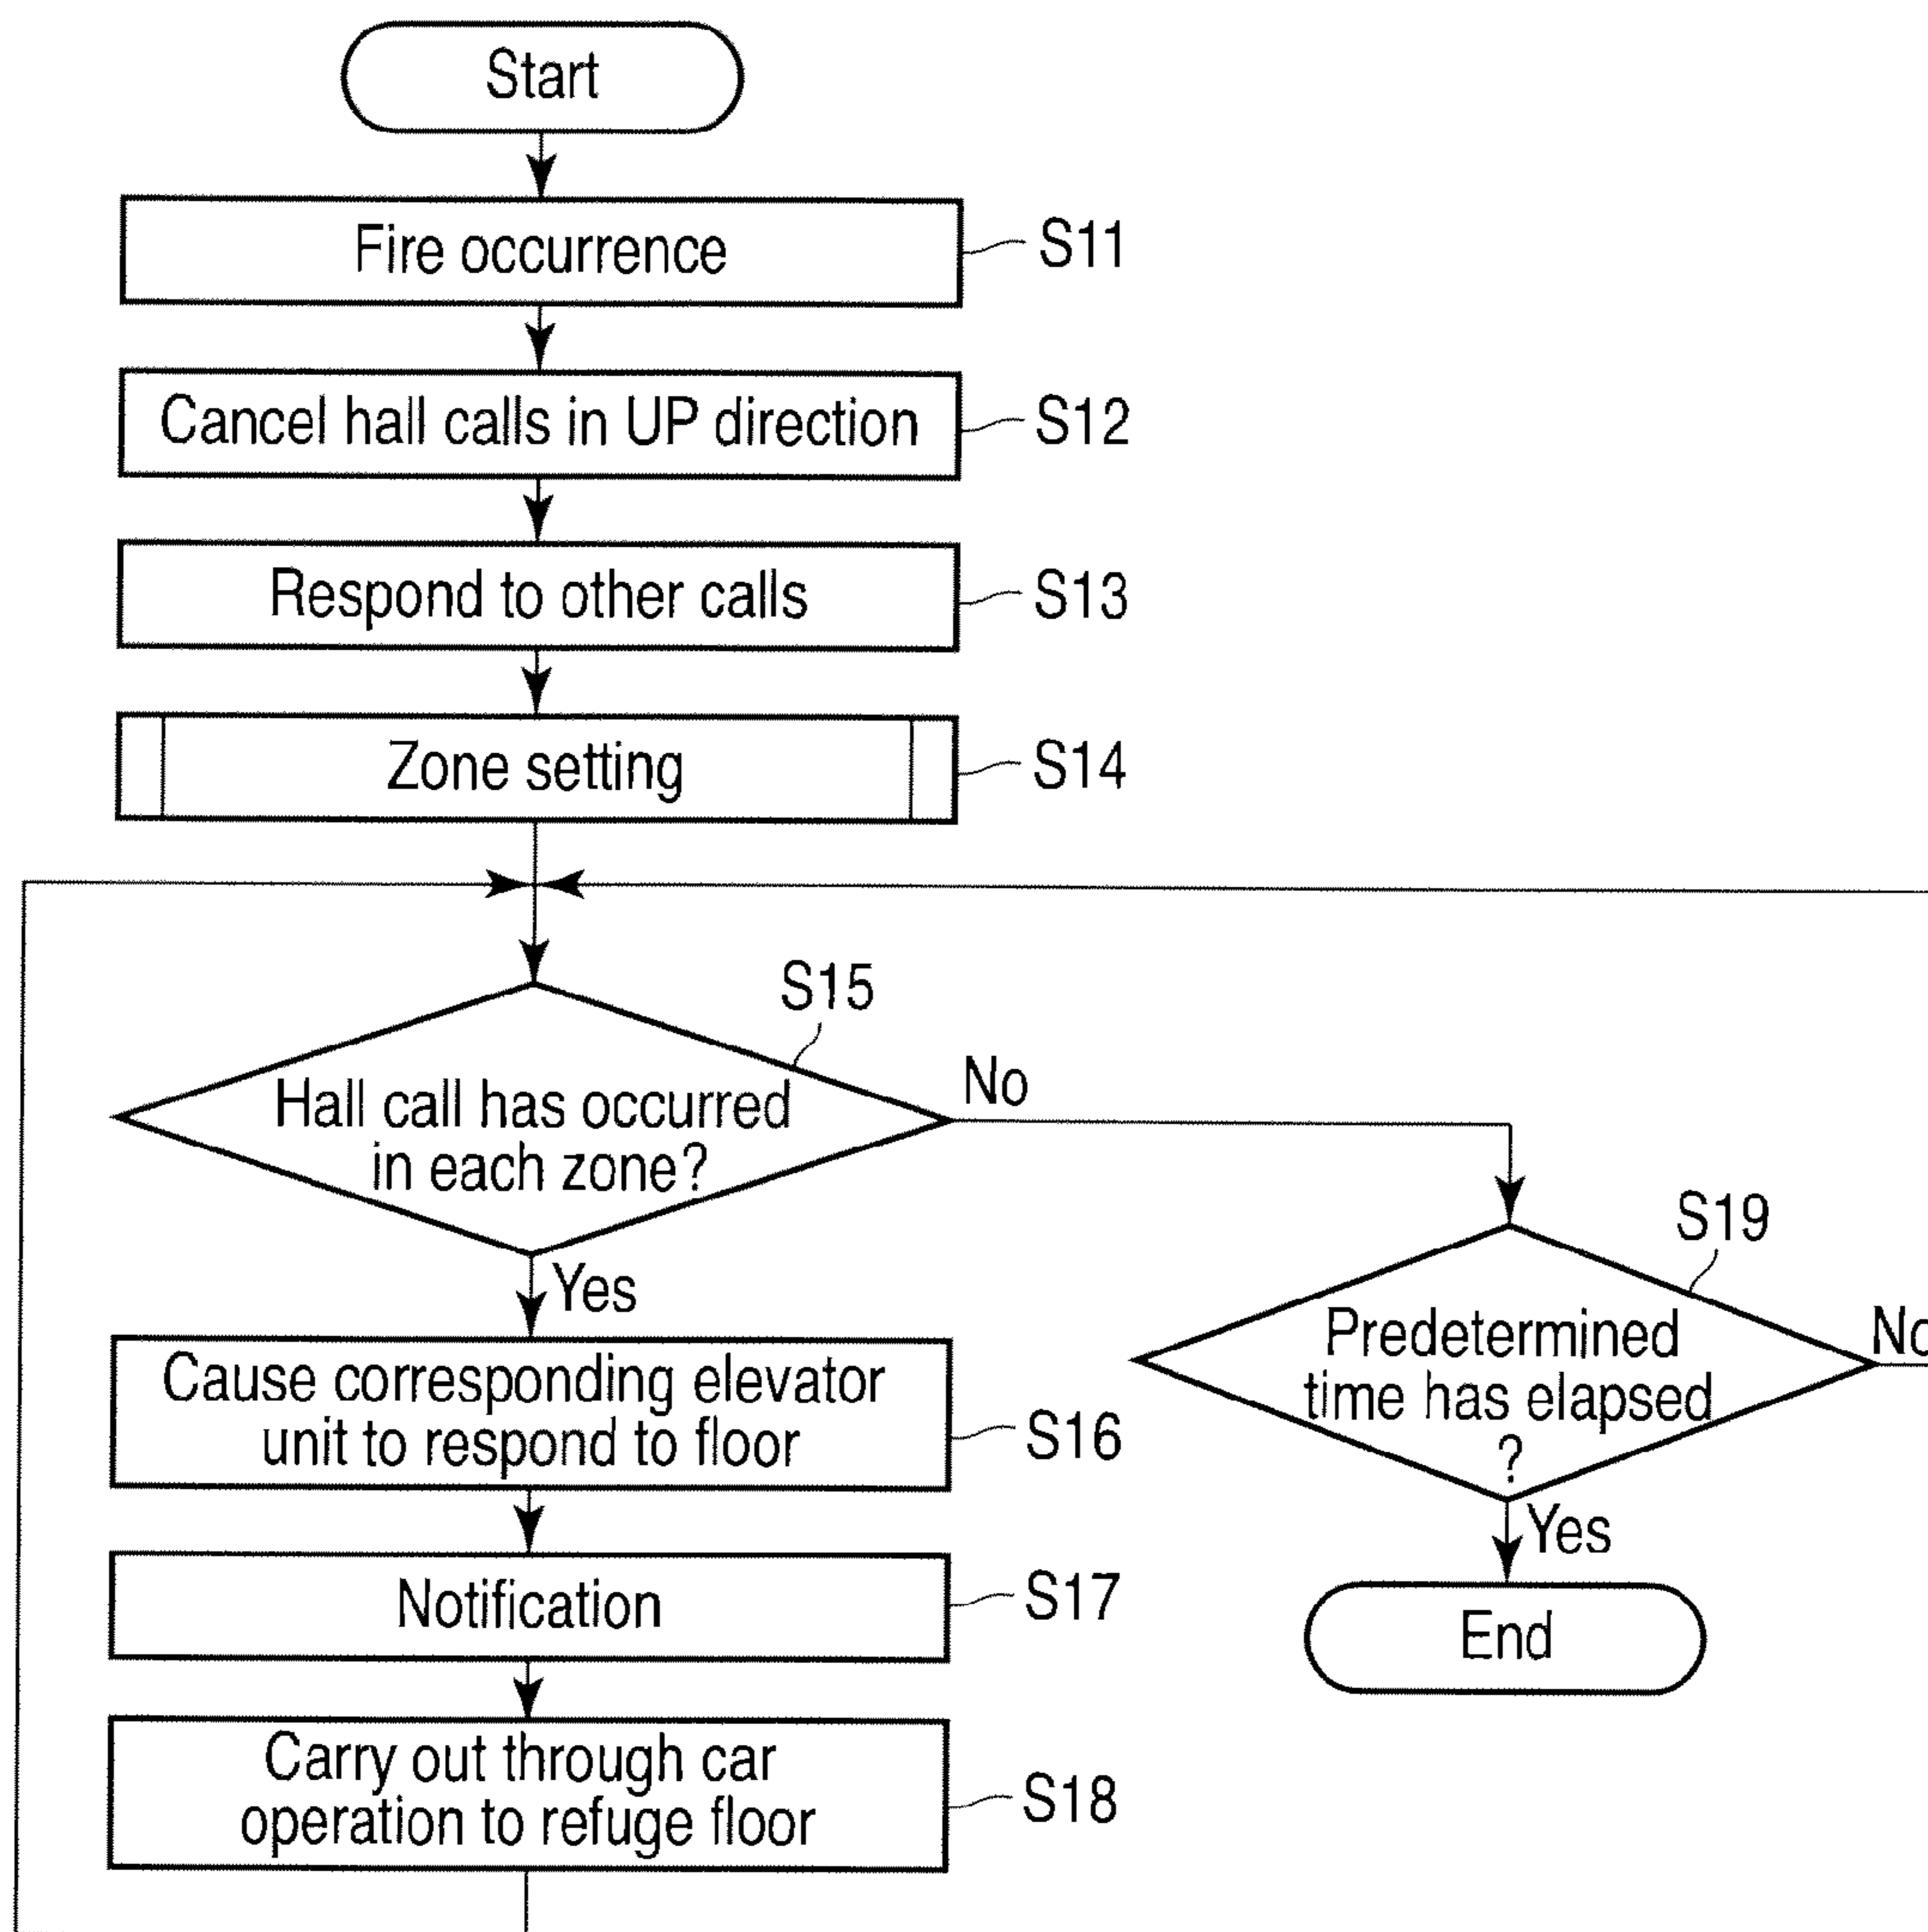 Start
Fire occurrence
S11
Cancel hall calls in UP direction
S12
Respond to other calls
S13
Zone setting
S14
S15
Hall call has occurred
in each zone?
No
Yes
Cause corresponding elevator
unit to respond to floor
S16
Notification
S17
Carry out through car
operation to refuge floor
S18
S19
Predetermined
time has elapsed
?
No
Yes
End